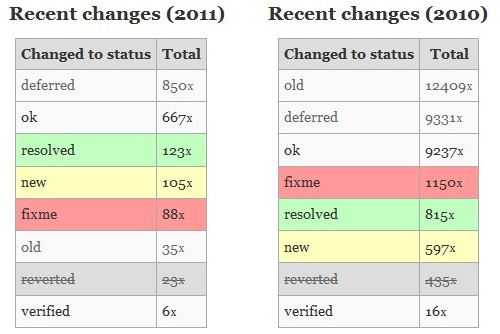 Recent changes (2011)
Changed to status Total
deferred 850x
ok 667x
resolved 123x
new 105x
fixme 88x
old 35x
reverted 23x
verified 6x
Recent changes (2010)
Changed to status Total
old 12409x
deferred 9331x
ok 9237x
fixme 1150x
resolved 815x
new 597x
reverted 435x
verified 16x